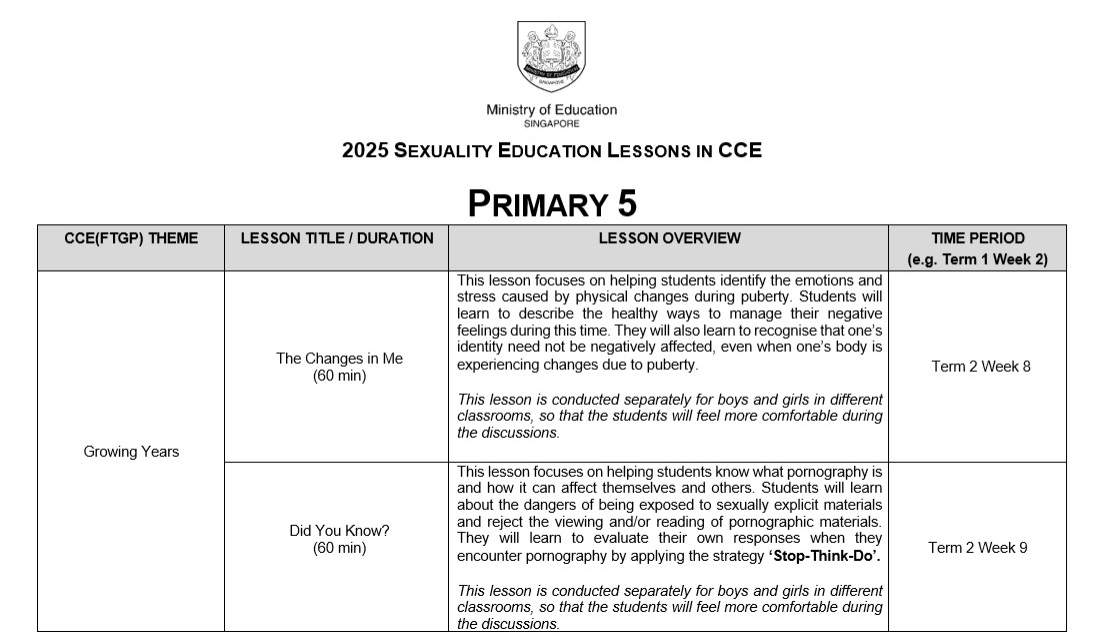 Ministry of Education
SINGAPORE
2025 SEXUALITY EDUCATION LESSONS IN CCE
PRIMARY 5
CCE(FTGP) THEME
LESSON TITLE / DURATION
LESSON OVERVIEW
TIME PERIOD
(e.g. Term 1 Week 2)
Growing Years
The Changes in Me
(60 min)
This lesson focuses on helping students identify the emotions and
stress caused by physical changes during puberty. Students will
learn to describe the healthy ways to manage their negative
feelings during this time. They will also learn to recognise that one's
identity need not be negatively affected, even when one's body is
experiencing changes due to puberty.
This lesson is conducted separately for boys and girls in different
classrooms, so that the students will feel more comfortable during
the discussions.
Term 2 Week 8
Did You Know?
(60 min)
This lesson focuses on helping students know what pornography is
and how it can affect themselves and others. Students will learn
about the dangers of being exposed to sexually explicit materials
and reject the viewing and/or reading of pornographic materials.
They will learn to evaluate their own responses when they
encounter pornography by applying the strategy ‘Stop-Think-Do’.
This lesson is conducted separately for boys and girls in different
classrooms, so that the students will feel more comfortable during
the discussions.
Term 2 Week 9